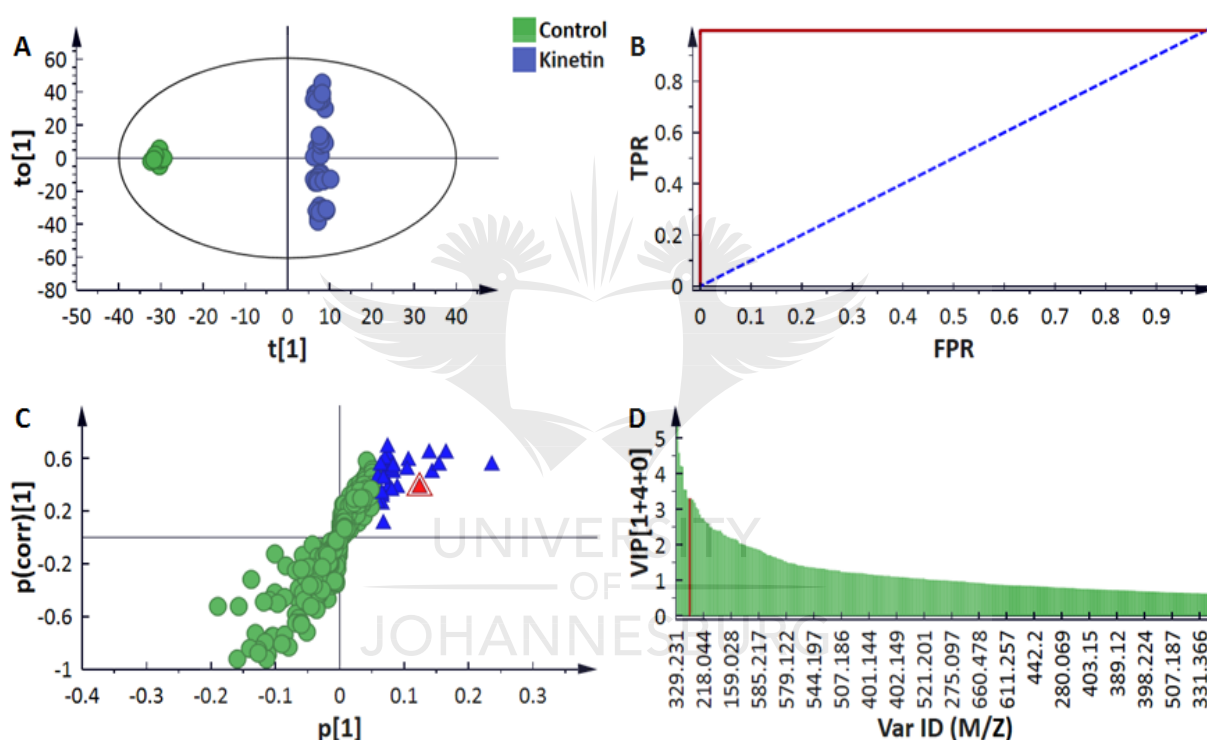 A
Control
Kinetin
to[1]
60
40
20
0
-20
-40
-60
-80
-50 -40 -30 -20 -10 0 10 20 30 40
t[1]
B
TPR
0.8
0.6
0.4
0.2
0
0 0.1 0.2 0.3 0.4 0.5 0.6 0.7 0.8 0.9
FPR
C
p(corr)[1]
0.6
0.2
-0.2
-0.6
-1
-0.4 -0.3 -0.2 -0.1 0 0.1 0.2 0.3
p[1]
D
VIP[1+4+0]
5
4
3
2
1
0
329.231 218.044 159.028 585.217 579.122 544.197 507.186 401.144 402.149 521.201 275.097 660.478 611.257 442.2 280.069 403.15 389.12 398.224 507.187 331.366
Var ID (M/Z)
UNIVERSITY
OF
JOHANNESBURG